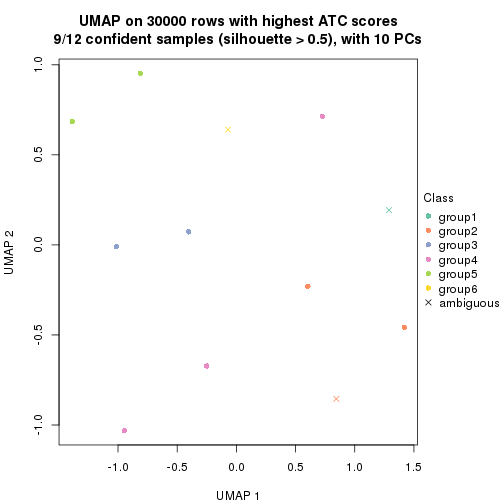 UMAP on 30000 rows with highest ATC scores
9/12 confident samples (silhouette > 0.5), with 10 PCs
1.0
0.5
0.0
-0.5
-1.0
UMAP 2
-1.0
-0.5
0.0
0.5
1.0
1.5
UMAP 1
Class
group1
group2
group3
group4
group5
group6
ambiguous